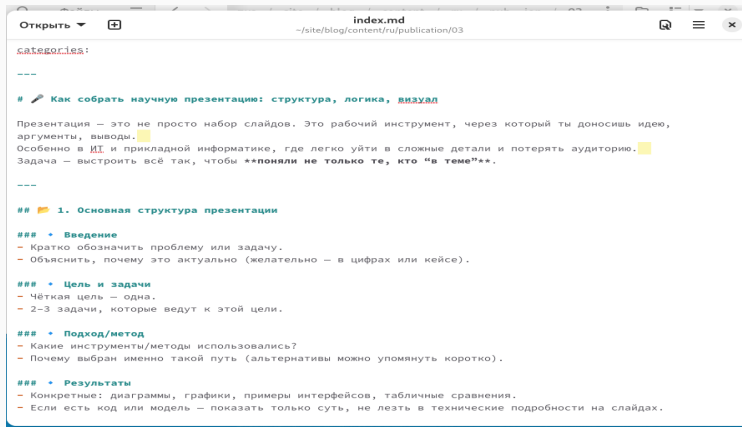 Открыть
index.md
~/site/blog/content/ru/publication/03
categories:
---
# 🎤 Как собрать научную презентацию: структура, логика, визуал
Презентация — это не просто набор слайдов. Это рабочий инструмент, через который ты доносишь идею,
аргументы, выводы.
Особенно в ИТ и прикладной информатике, где легко уйти в сложные детали и потерять аудиторию.
Задача — выстроить всё так, чтобы **поняли не только те, кто “в теме”**.
---
## 📂 1. Основная структура презентации
### 🔹 Введение
- Кратко обозначить проблему или задачу.
- Объяснить, почему это актуально (желательно — в цифрах или кейсе).
### 🔹 Цель и задачи
- Чёткая цель — одна.
- 2–3 задачи, которые ведут к этой цели.
### 🔹 Подход/метод
- Какие инструменты/методы использовались?
- Почему выбран именно такой путь (альтернативы можно упомянуть коротко).
### 🔹 Результаты
- Конкретные: диаграммы, графики, примеры интерфейсов, табличные сравнения.
- Если есть код или модель — показать только суть, не лезть в технические подробности на слайдах.